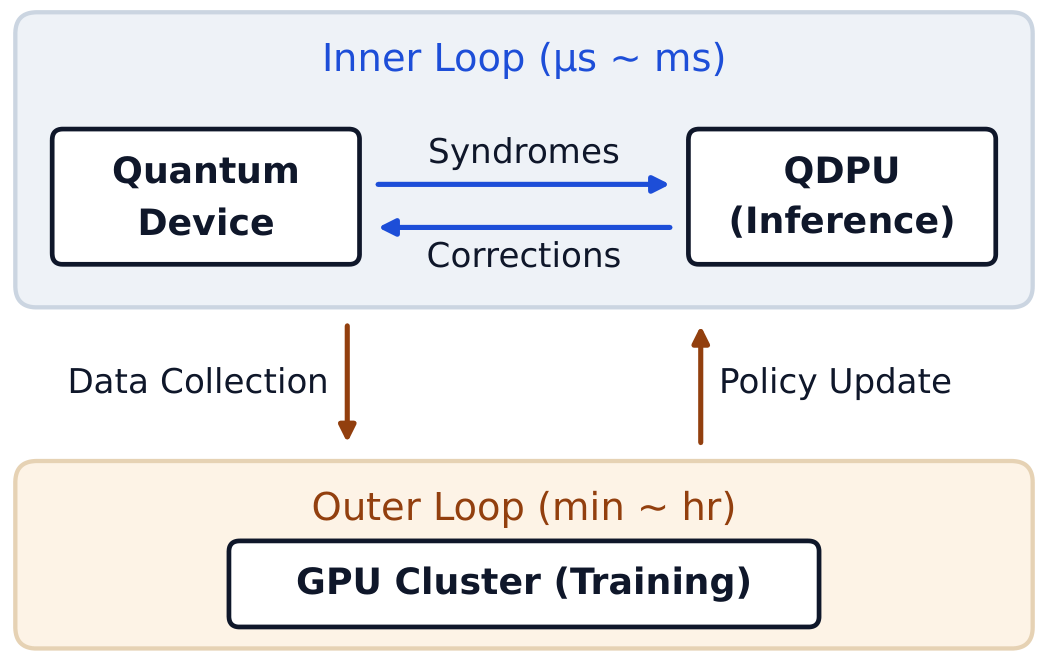 Inner Loop (µs ~ ms)
Quantum
Device
Syndromes
Corrections
QDPU
(Inference)
Data Collection
Policy Update
Outer Loop (min ~ hr)
GPU Cluster (Training)